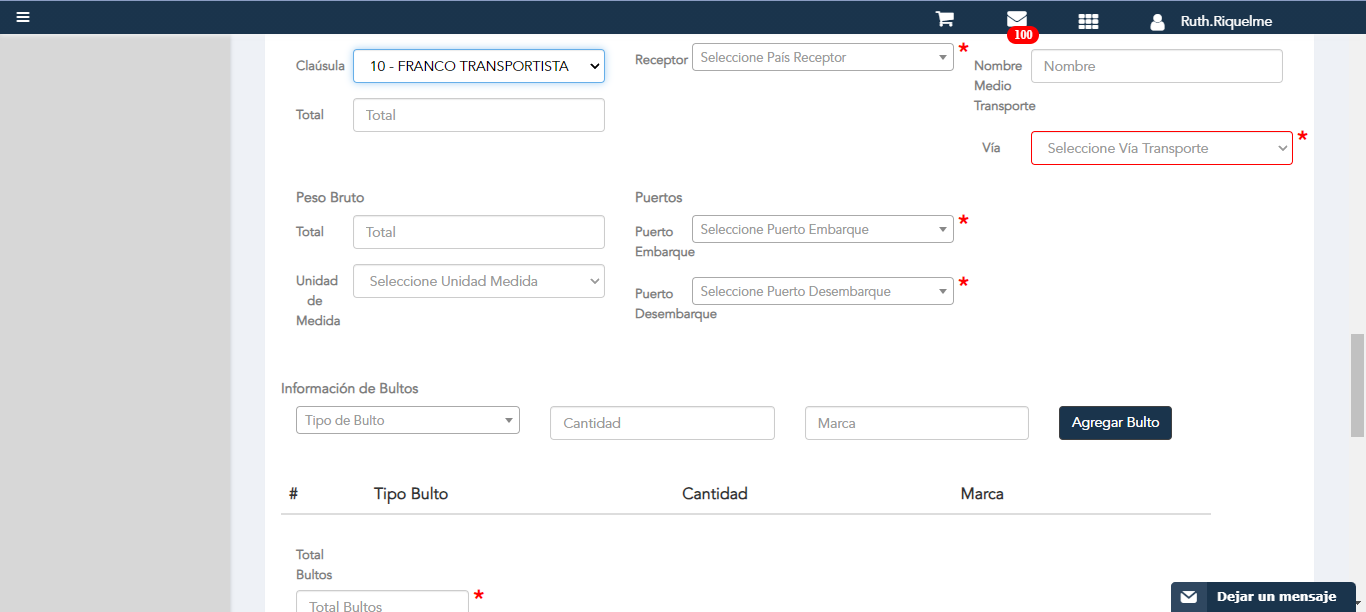 Ruth.Riquelme
100
Claúsula
10 - FRANCO TRANSPORTISTA
Total
Total
Receptor
Seleccione País Receptor
*
Nombre
Medio
Transporte
Nombre
Vía
Seleccione Vía Transporte
*
Peso Bruto
Total
Total
Unidad
de
Medida
Seleccione Unidad Medida
Puertos
Puerto
Embarque
Seleccione Puerto Embarque
*
Puerto
Desembarque
Seleccione Puerto Desembarque
*
Información de Bultos
Tipo de Bulto
Cantidad
Marca
Agregar Bulto
# Tipo Bulto Cantidad Marca
Total
Bultos
Total Bultos
*
Dejar un mensaje